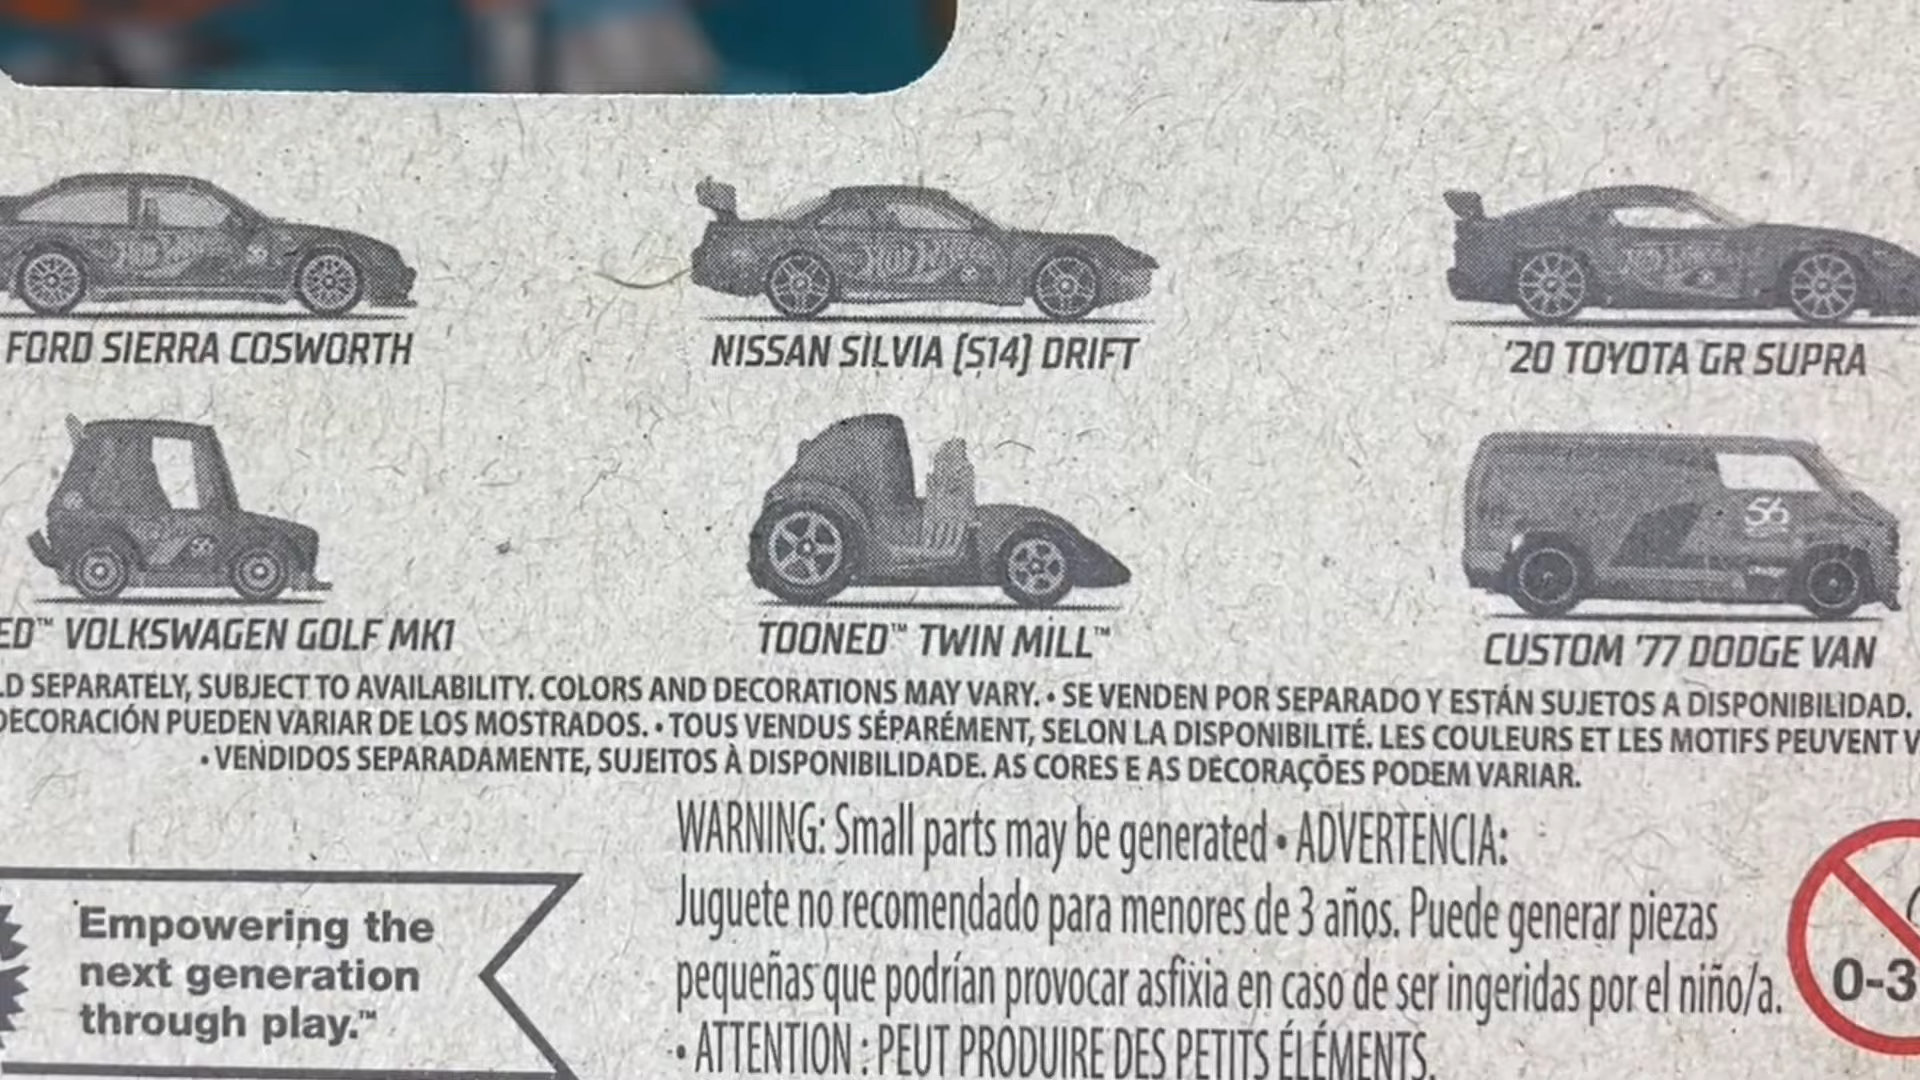 FORD SIERRA COSWORTH
NISSAN SILVIA (S14) DRIFT
'20 TOYOTA GR SUPRA
56
ED™ VOLKSWAGEN GOLF MK1
TOONED™ TWIN MILL™
CUSTOM '77 DODGE VAN
LD SEPARATELY, SUBJECT TO AVAILABILITY. COLORS AND DECORATIONS MAY VARY. • SE VENDEN POR SEPARADO Y ESTÁN SUJETOS A DISPONIBILIDAD.
DECORACIÓN PUEDEN VARIAR DE LOS MOSTRADOS. • TOUS VENDUS SÉPARÉMENT, SELON LA DISPONIBILITÉ. LES COULEURS ET LES MOTIFS PEUVENT V
• VENDIDOS SEPARADAMENTE, SUJEITOS À DISPONIBILIDADE. AS CORES E AS DECORAÇÕES PODEM VARIAR.
WARNING: Small parts may be generated • ADVERTENCIA:
Juguete no recomendado para menores de 3 años. Puede generar piezas
pequeñas que podrían provocar asfixia en caso de ser ingeridas por el niño/a.
• ATTENTION : PEUT PRODUIRE DES PETITS ÉLÉMENTS.
Empowering the
next generation
through play.™
0-3